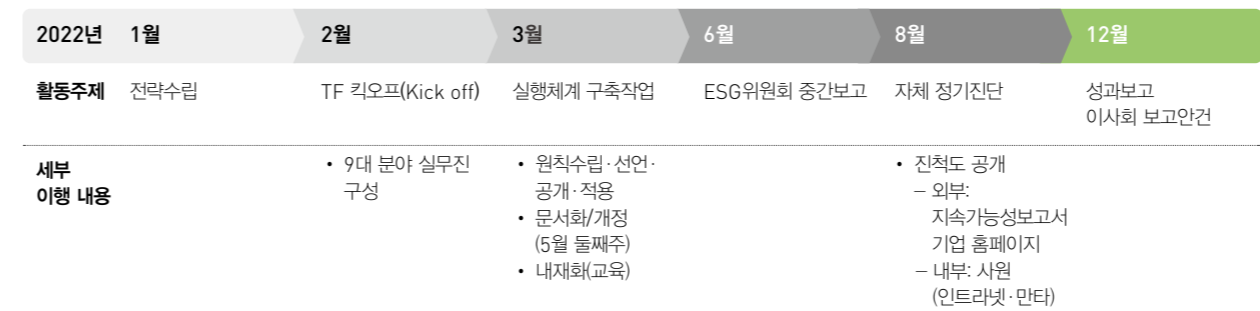 2022년 1월 2월 3월 6월 8월 12월
활동주제 전략수립 TF 킥오프(Kick off) 실행체계 구축작업 ESG위원회 중간보고 자체 정기진단 성과보고
이사회 보고안건
세부
이행 내용
• 9대 분야 실무진
구성
• 원칙수립·선언·
공개·적용
• 문서화/개정
(5월 둘째주)
• 내재화(교육)
• 진척도 공개
– 외부:
지속가능성보고서
기업 홈페이지
– 내부: 사원
(인트라넷·만타)